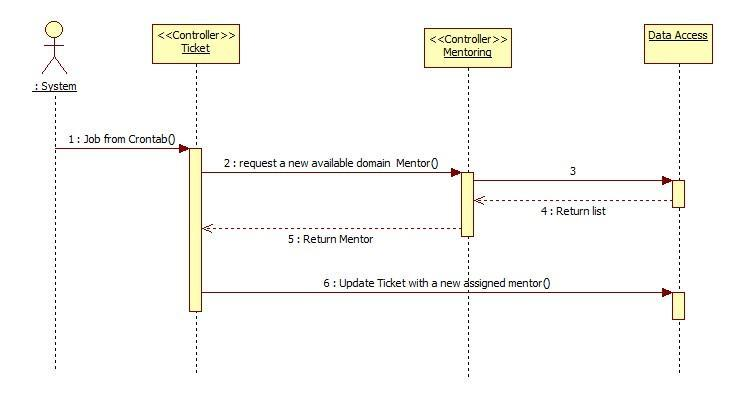 <<Controller>>
Ticket
<<Controller>>
Mentoring
Data Access
: System
1 : Job from Crontab()
2 : request a new available domain  Mentor()
3
4 : Return list
5 : Return Mentor
6 : Update Ticket with a new assigned mentor()